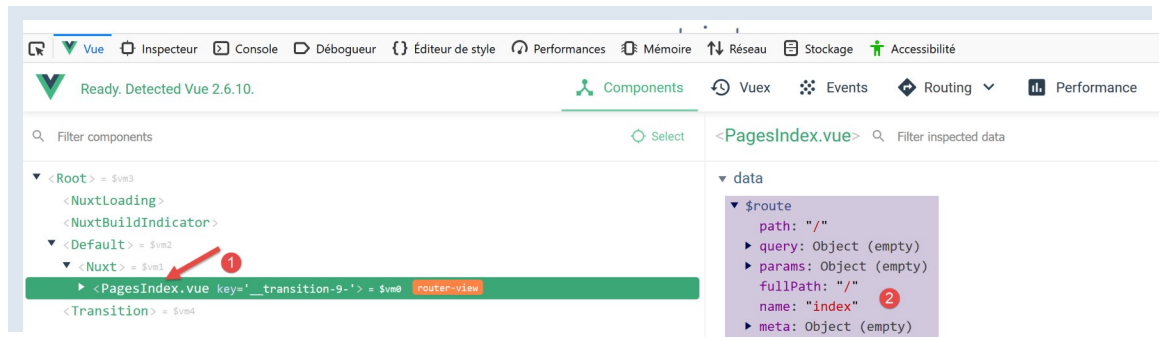 Vue Inspecteur Console Débogueur {} Éditeur de style Performances Mémoire Réseau Stockage Accessibilité
Ready. Detected Vue 2.6.10. Components Vuex Events Routing Performance
Filter components Select <PagesIndex.vue> Filter inspected data
<Root> = $vm3
<NuxtLoading>
<NuxtBuildIndicator>
<Default> = $vm2
<Nuxt> = $vm1 1
<PagesIndex.vue key='__transition-9-'> = $vm0 router-view
<Transition> = $vm4
data
$route
path: "/"
query: Object (empty)
params: Object (empty)
fullPath: "/"
name: "index" 2
meta: Object (empty)